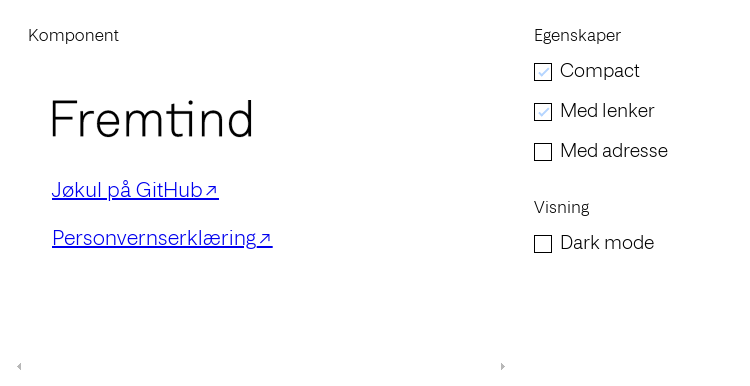 Komponent
Fremtind
Jøkul på GitHub↗
Personvernserklæring↗
Egenskaper
Compact
Med lenker
Med adresse
Visning
Dark mode